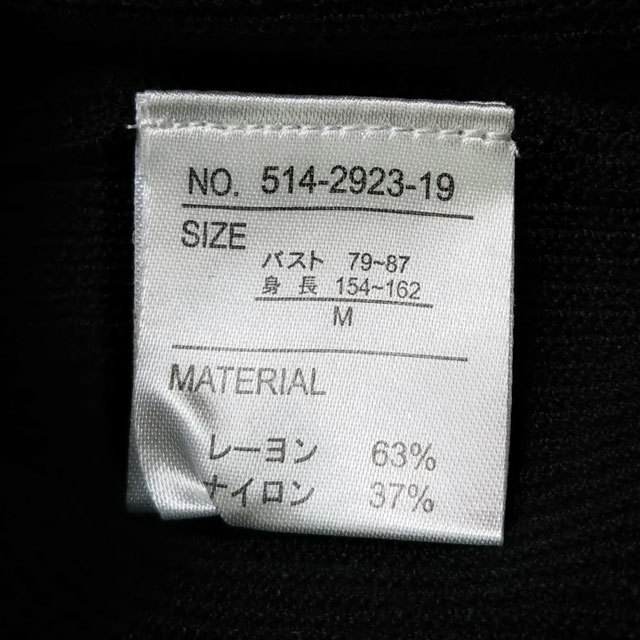 NO. 514-2923-19
SIZE
バスト 79~87
身長 154~162
M
MATERIAL
レーヨン 63%
ナイロン 37%